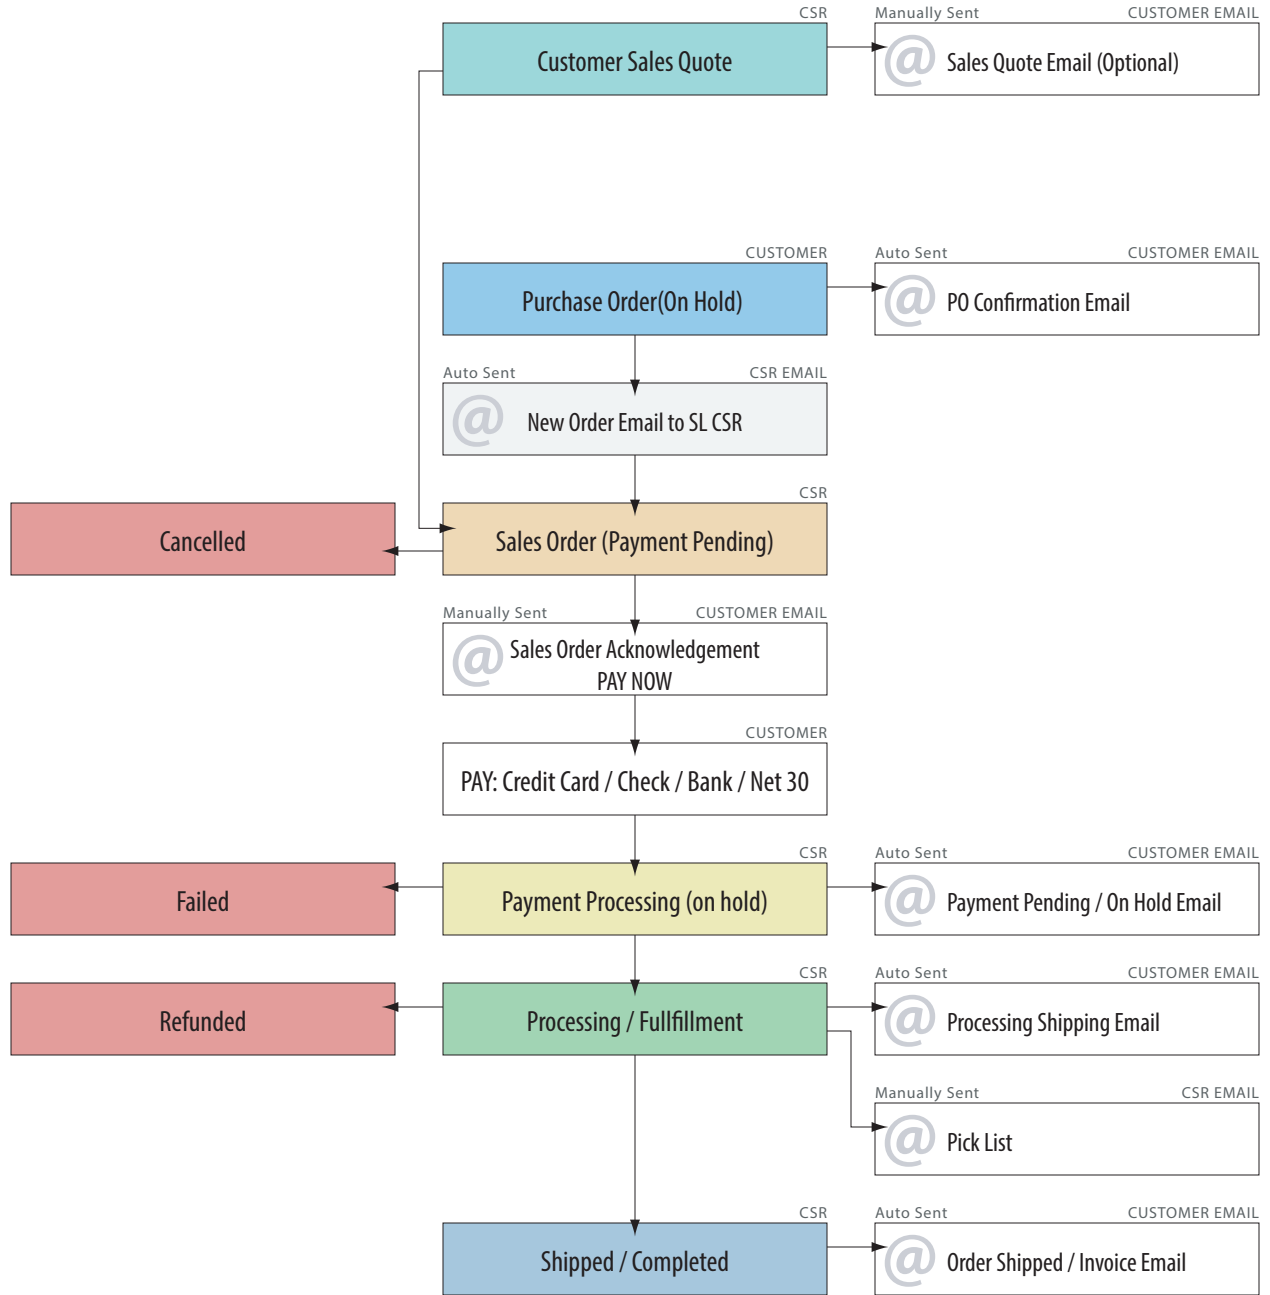 CSR
Manually Sent
CUSTOMER EMAIL
Customer Sales Quote
@
Sales Quote Email (Optional)
CUSTOMER
Auto Sent
CUSTOMER EMAIL
Purchase Order(On Hold)
@
PO Confirmation Email
Auto Sent
CSR EMAIL
@
New Order Email to SL CSR
CSR
Cancelled
Sales Order (Payment Pending)
Manually Sent
CUSTOMER EMAIL
@
Sales Order Acknowledgement
PAY NOW
CUSTOMER
PAY: Credit Card / Check / Bank / Net 30
CSR
Auto Sent
CUSTOMER EMAIL
Failed
Payment Processing (on hold)
@
Payment Pending / On Hold Email
CSR
Auto Sent
CUSTOMER EMAIL
Refunded
Processing / Fullfillment
@
Processing Shipping Email
Manually Sent
CSR EMAIL
@
Pick List
CSR
Auto Sent
CUSTOMER EMAIL
Shipped / Completed
@
Order Shipped / Invoice Email